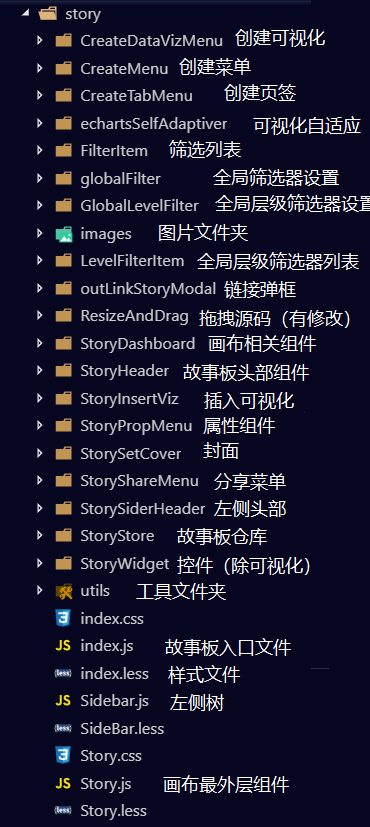 story
CreateDataVizMenu 创建可视化
CreateMenu 创建菜单
CreateTabMenu 创建页签
echartsSelfAdaptiver 可视化自适应
FilterItem 筛选列表
globalFilter 全局筛选器设置
GlobalLevelFilter 全局层级筛选器设置
images 图片文件夹
LevelFilterItem 全局层级筛选器列表
outLinkStoryModal 链接弹框
ResizeAndDrag 拖拽源码（有修改）
StoryDashboard 画布相关组件
StoryHeader 故事板头部组件
StoryInsertViz 插入可视化
StoryPropMenu 属性组件
StorySetCover 封面
StoryShareMenu 分享菜单
StorySiderHeader 左侧头部
StoryStore 故事板仓库
StoryWidget 控件（除可视化）
utils 工具文件夹
index.css
JS index.js 故事板入口文件
{less} index.less 样式文件
JS Sidebar.js 左侧树
{less} SideBar.less
Story.css
JS Story.js 画布最外层组件
{less} Story.less